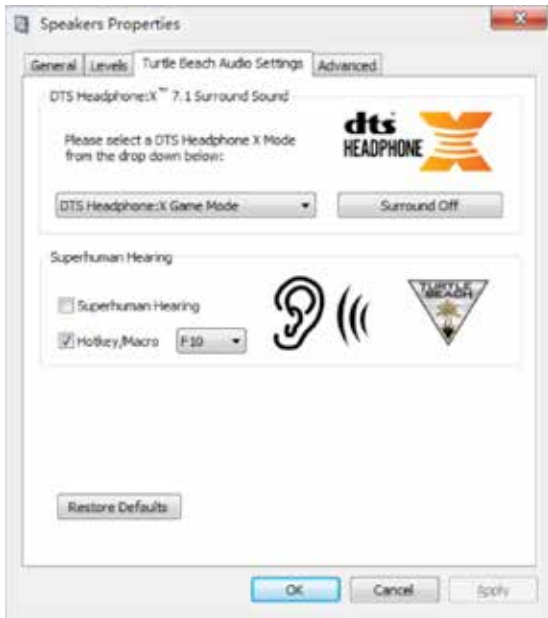 Speakers Properties
General Levels Turtle Beach Audio Settings Advanced
DTS Headphone:X™ 7.1 Surround Sound
Please select a DTS Headphone X Mode
from the drop down below:
dts
HEADPHONE X
DTS Headphone:X Game Mode
Surround Off
Superhuman Hearing
Superhuman Hearing
Hotkey/Macro F10
TURTLE
BEACH
Restore Defaults
OK Cancel Apply